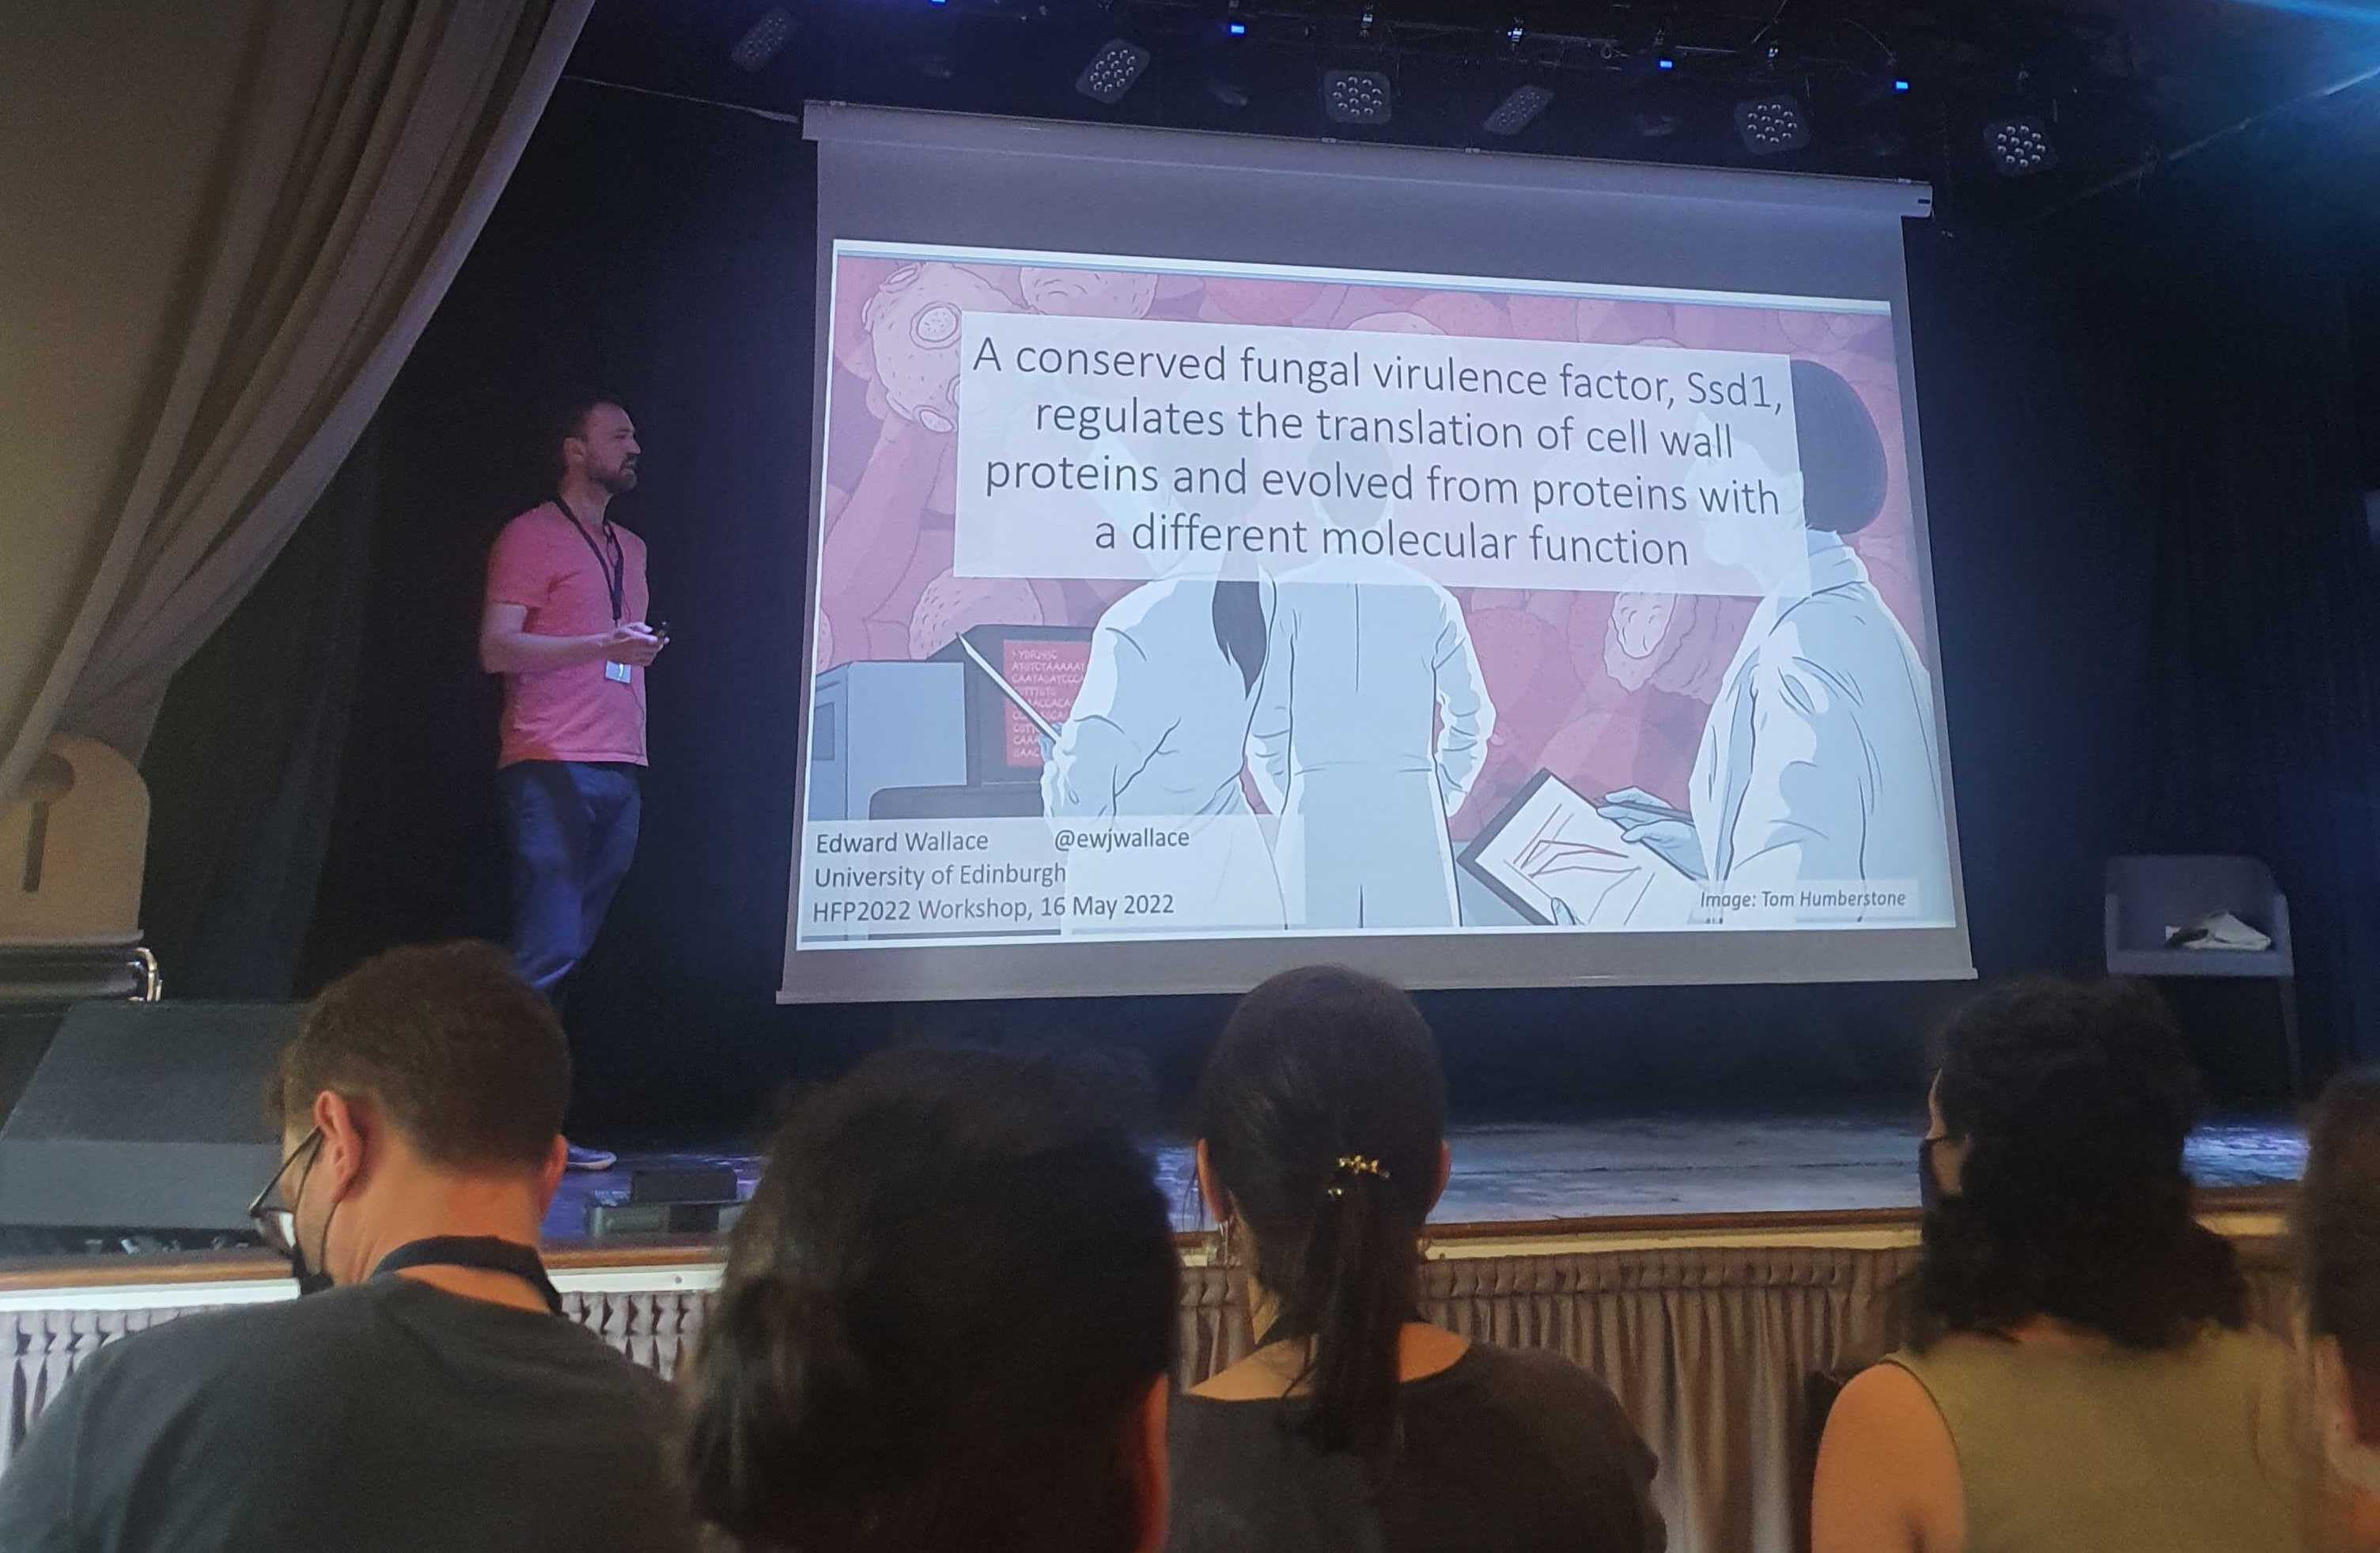 A conserved fungal virulence factor, Ssd1,
regulates the translation of cell wall
proteins and evolved from proteins with
a different molecular function
ATGTCTAAAAAT
Edward Wallace @ewjwallace
University of Edinburgh
HFP2022 Workshop, 16 May 2022
Image: Tom Humberstone